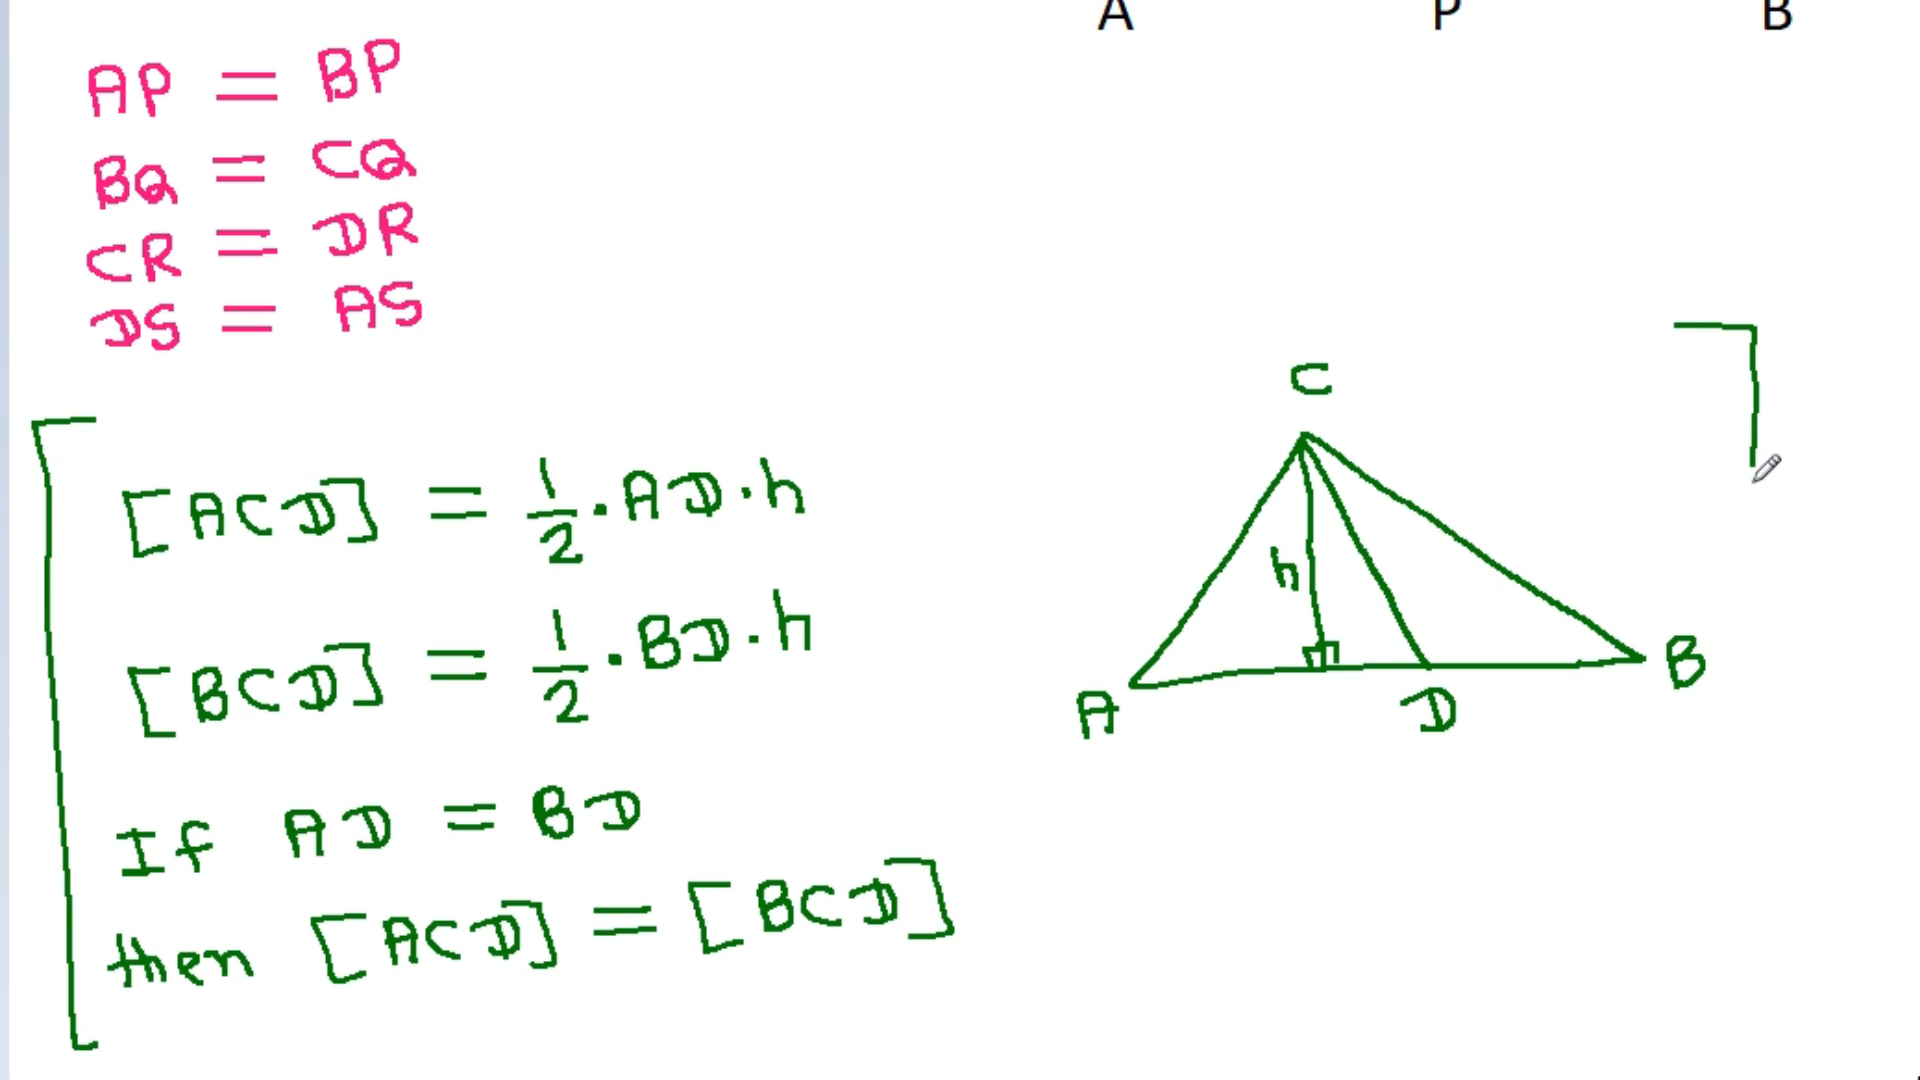 A P B
AP = BP
BQ = CQ
CR = DR
DS = AS
[ACD] = 1/2 · AD · h
[BCD] = 1/2 · BD · h
If AD = BD
then [ACD] = [BCD]
C
h
A D B